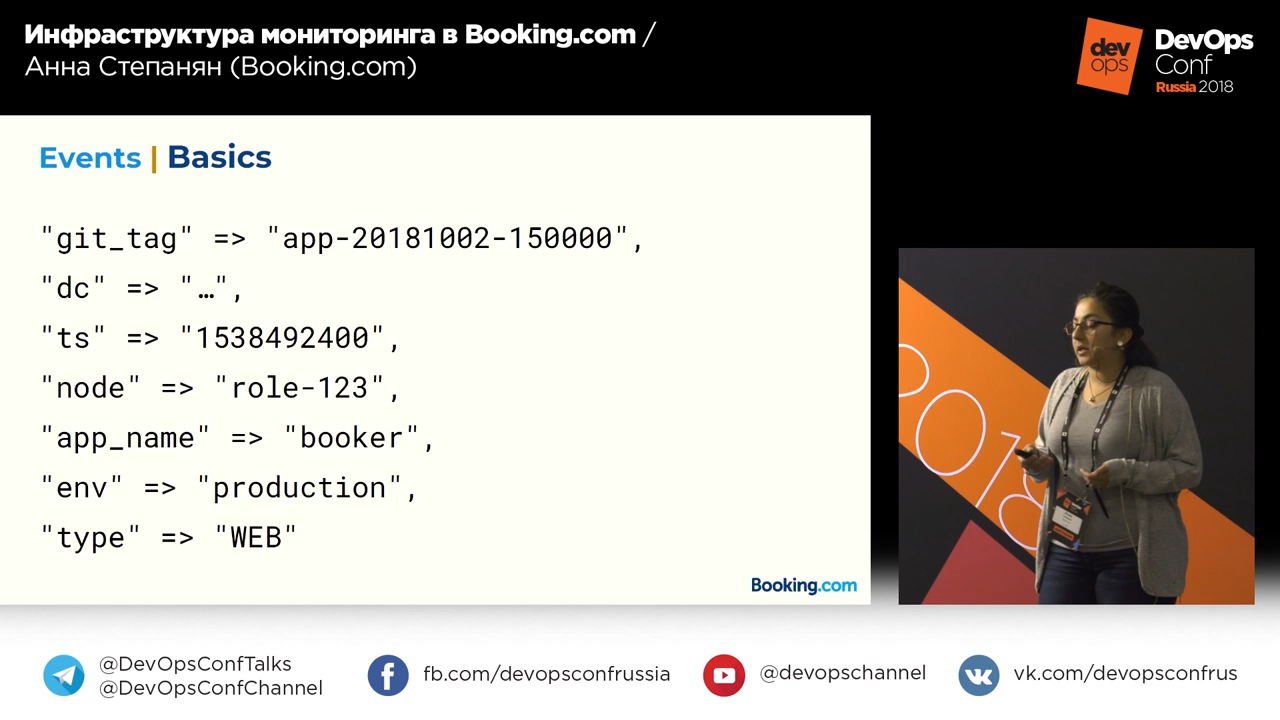 Инфраструктура мониторинга в Booking.com /
Анна Степанян (Booking.com)
dev
ops
DevOps
Conf
Russia 2018
Events | Basics
"git_tag" => "app-20181002-150000",
"dc" => "…",
"ts" => "1538492400",
"node" => "role-123",
"app_name" => "booker",
"env" => "production",
"type" => "WEB"
Booking.com
2018
@DevOpsConfTalks
@DevOpsConfChannel
fb.com/devopsconfrussia
@devopschannel
vk.com/devopsconfrus